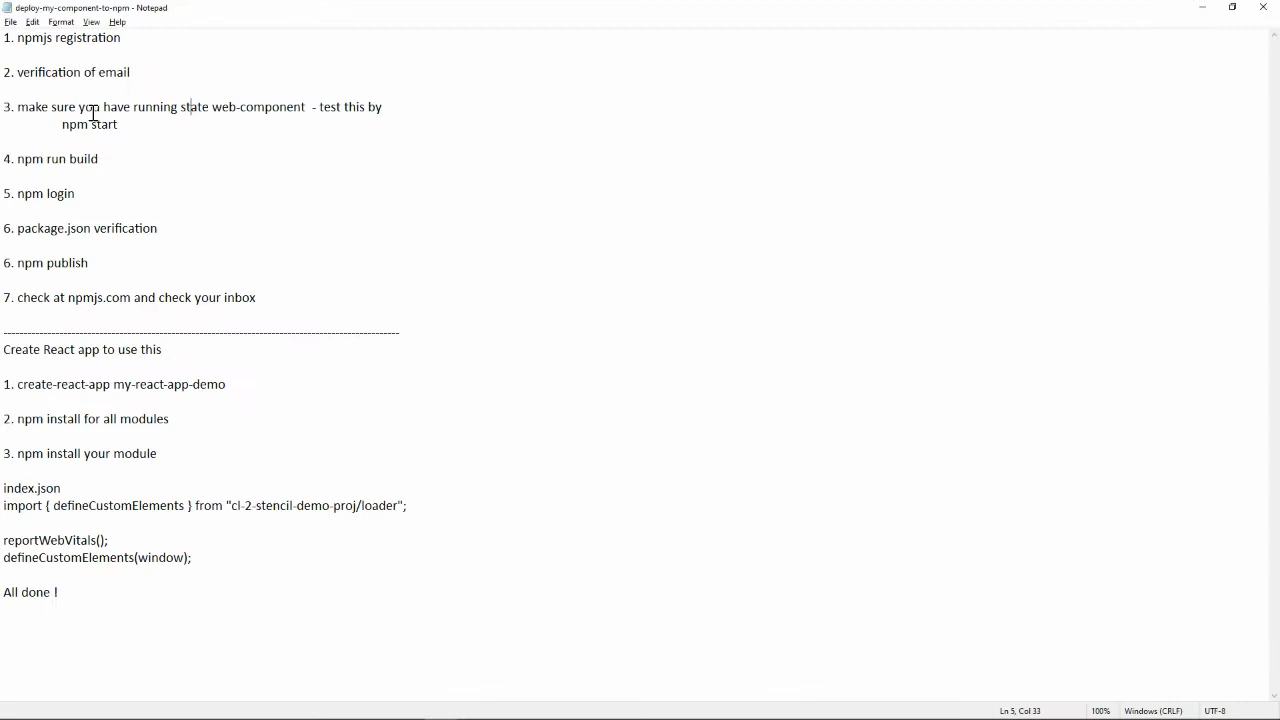 deploy-my-component-to-npm - Notepad
File Edit Format View Help
1. npmjs registration
2. verification of email
3. make sure you have running state web-component  - test this by
npm start
4. npm run build
5. npm login
6. package.json verification
6. npm publish
7. check at npmjs.com and check your inbox
----------------------------------------------------------------------------------------------------
Create React app to use this
1. create-react-app my-react-app-demo
2. npm install for all modules
3. npm install your module
index.json
import { defineCustomElements } from "cl-2-stencil-demo-proj/loader";
reportWebVitals();
defineCustomElements(window);
All done !
Ln 5, Col 33 100% Windows (CRLF) UTF-8